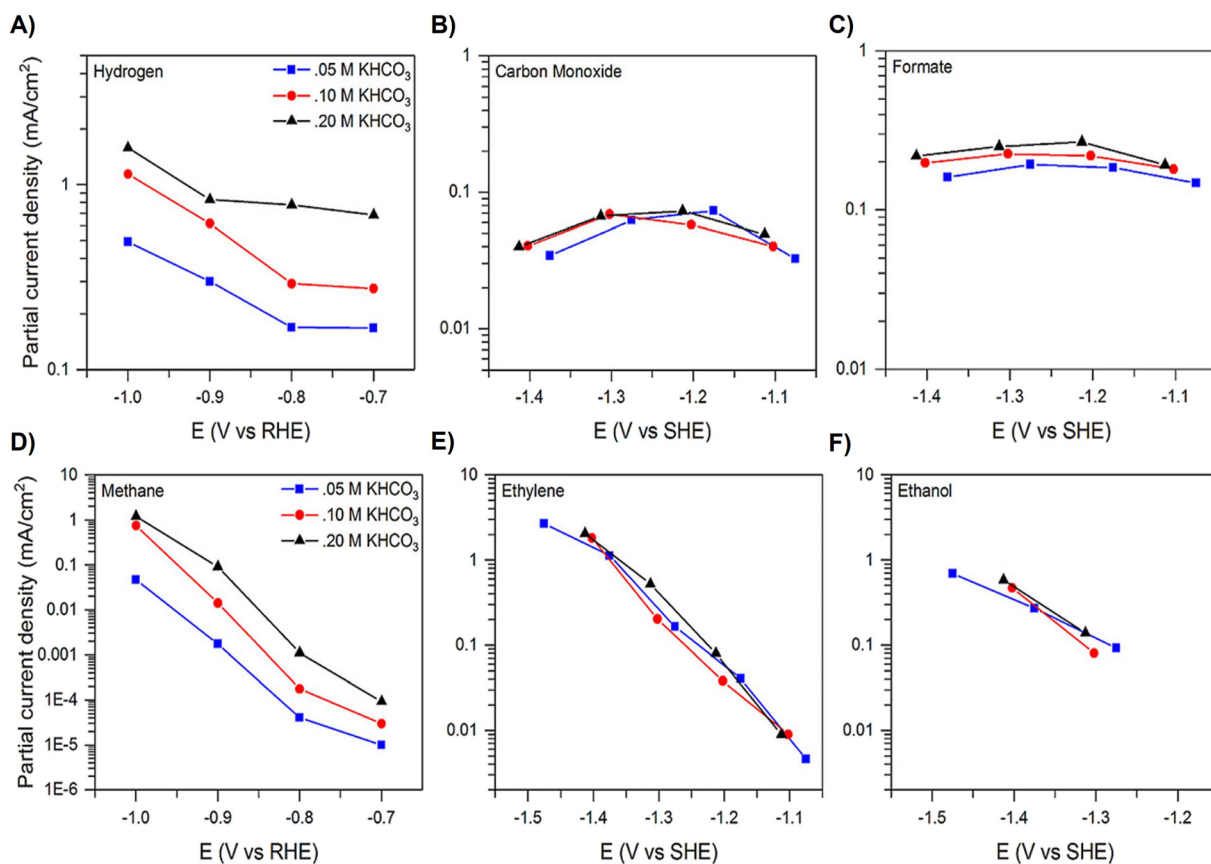 A)
Hydrogen
.05 M KHCO₃
.10 M KHCO₃
.20 M KHCO₃
Partial current density (mA/cm²)
1
0.1
-1.0 -0.9 -0.8 -0.7
E (V vs RHE)
B)
Carbon Monoxide
1
0.1
0.01
-1.4 -1.3 -1.2 -1.1
E (V vs SHE)
C)
Formate
1
0.1
0.01
-1.4 -1.3 -1.2 -1.1
E (V vs SHE)
D)
Methane
.05 M KHCO₃
.10 M KHCO₃
.20 M KHCO₃
Partial current density (mA/cm²)
10
1
0.1
0.01
0.001
1E-4
1E-5
1E-6
-1.0 -0.9 -0.8 -0.7
E (V vs RHE)
E)
Ethylene
10
1
0.1
0.01
-1.5 -1.4 -1.3 -1.2 -1.1
E (V vs SHE)
F)
Ethanol
10
1
0.1
0.01
-1.5 -1.4 -1.3 -1.2
E (V vs SHE)